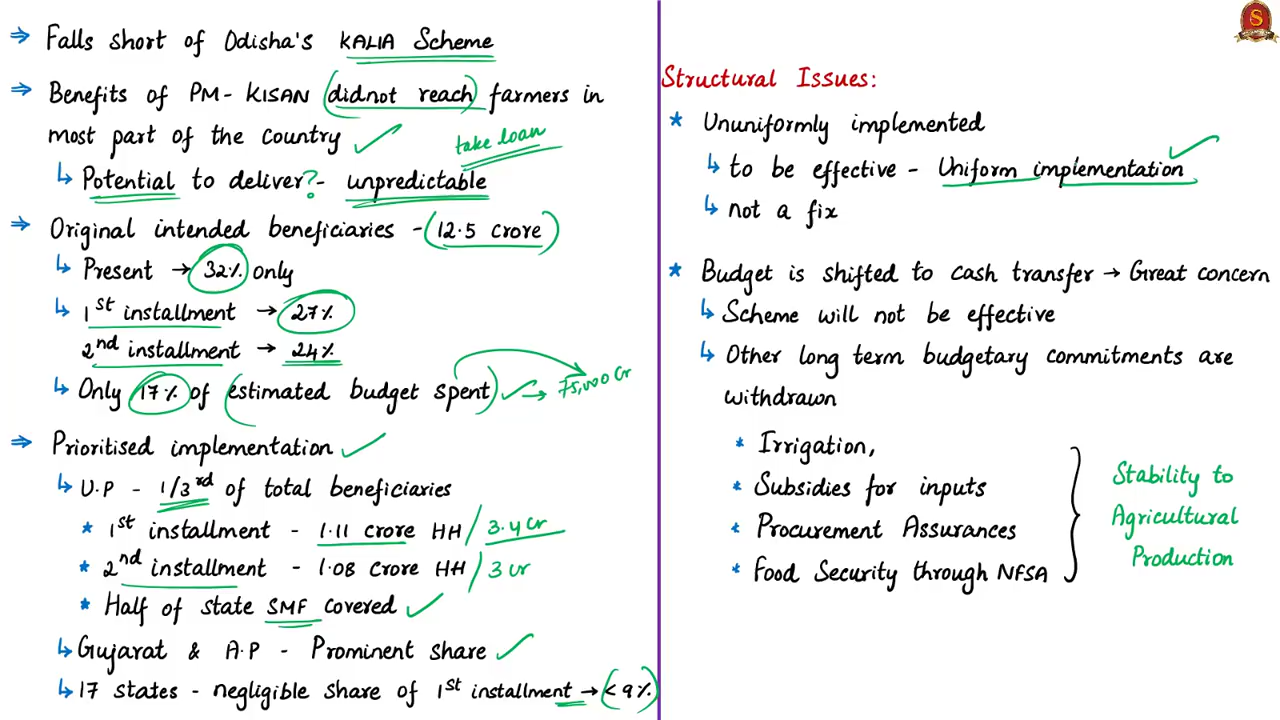 ⇒ Falls short of Odisha's KALIA Scheme
⇒ Benefits of PM-KISAN (didnot reach) farmers in
most part of the country ✓
take loan
↳ Potential to deliver?- unpredictable
⇒ Original intended beneficiaries - (12.5 crore)
↳ Present → 32% only
↳ 1st installment → 27%
2nd installment → 24%
↳ Only 17% of (estimated budget spent) ✓→ 75,000 Cr
⇒ Prioritised implementation ✓
↳ U.P - 1/3rd of total beneficiaries
* 1st installment - 1.11 crore HH / 3.4 Cr
* 2nd installment - 1.08 crore HH / 3 cr
* Half of state SMF covered ✓
↳ Gujarat & A.P - Prominent share ✓
↳ 17 states - negligible share of 1st installment → (< 9%)
S
Structural Issues:
* Ununiformly implemented
↳ to be effective - Uniform implementation ✓
↳ not a fix
* Budget is shifted to cash transfer → Great concern
↳ Scheme will not be effective
↳ Other long term budgetary commitments are
withdrawn
* Irrigation,
* Subsidies for inputs
* Procurement Assurances
* Food Security through NFSA
Stability to
Agricultural
Production